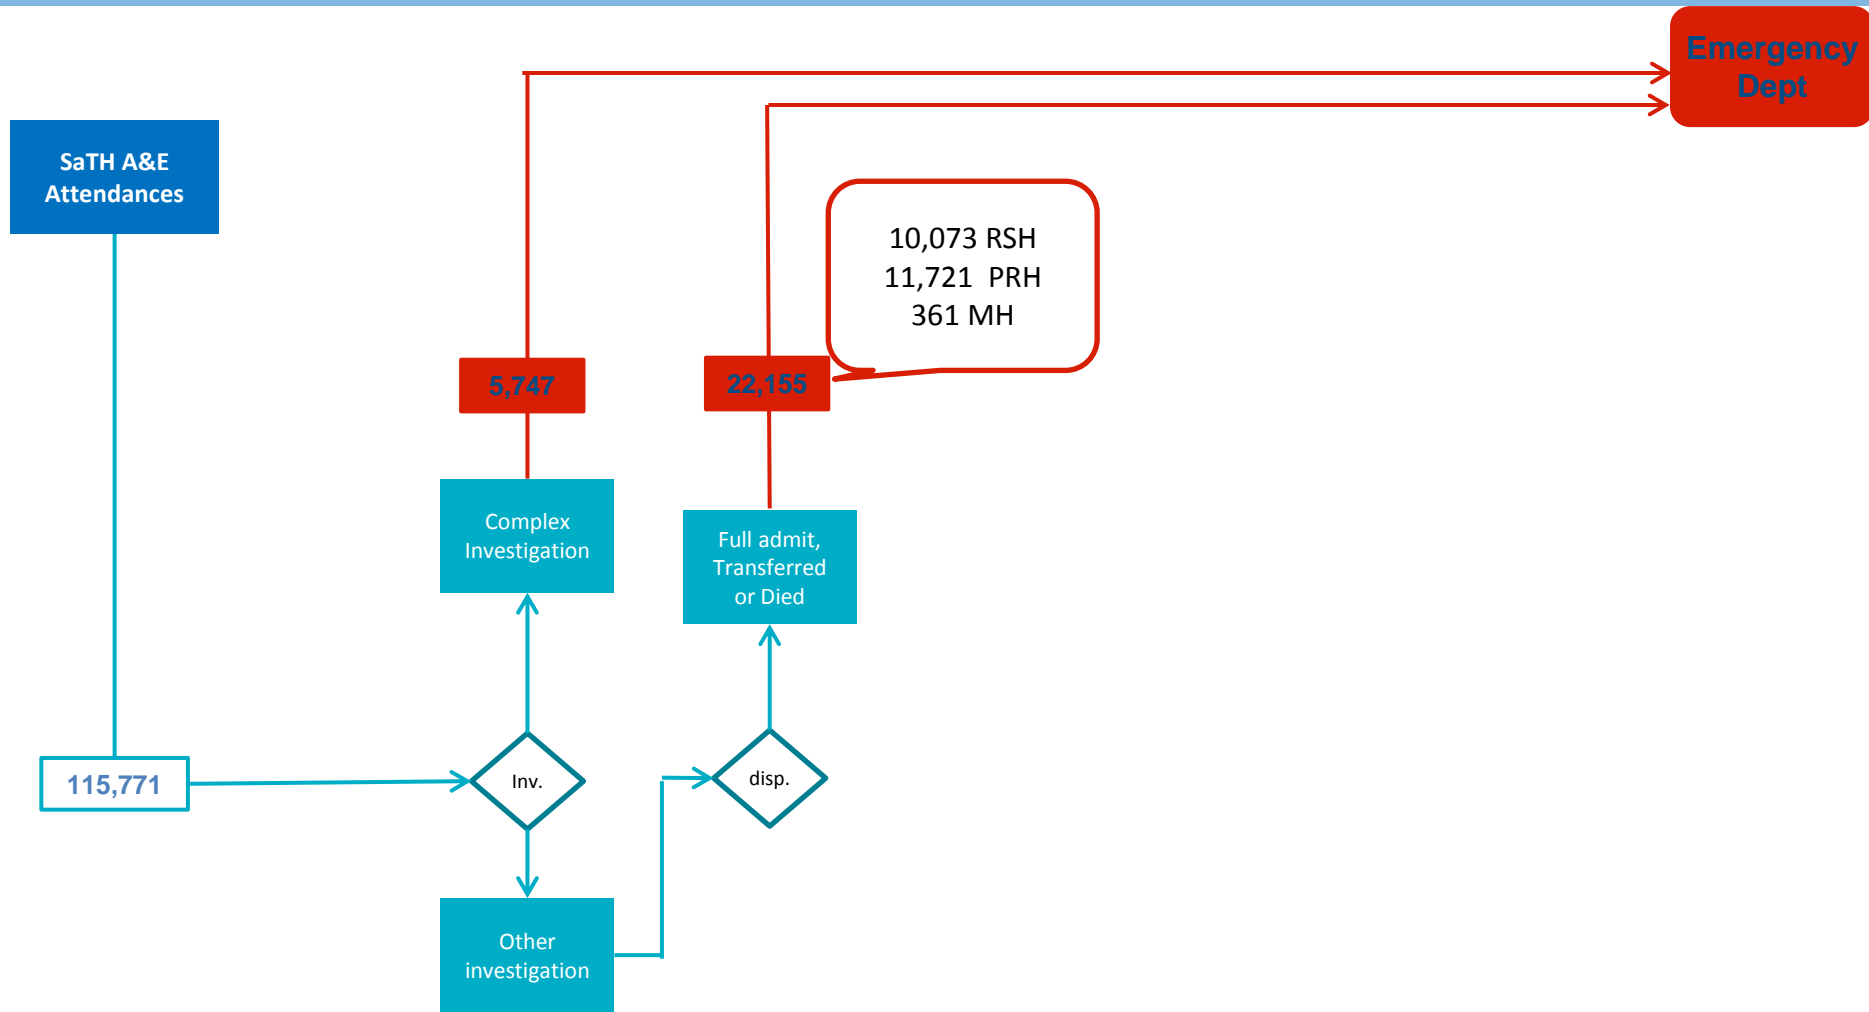 Emergency
Dept
SaTH A&E
Attendances
10,073 RSH
11,721 PRH
361 MH
5,747
22,155
Complex
Investigation
Full admit,
Transferred
or Died
115,771
Inv.
disp.
Other
investigation